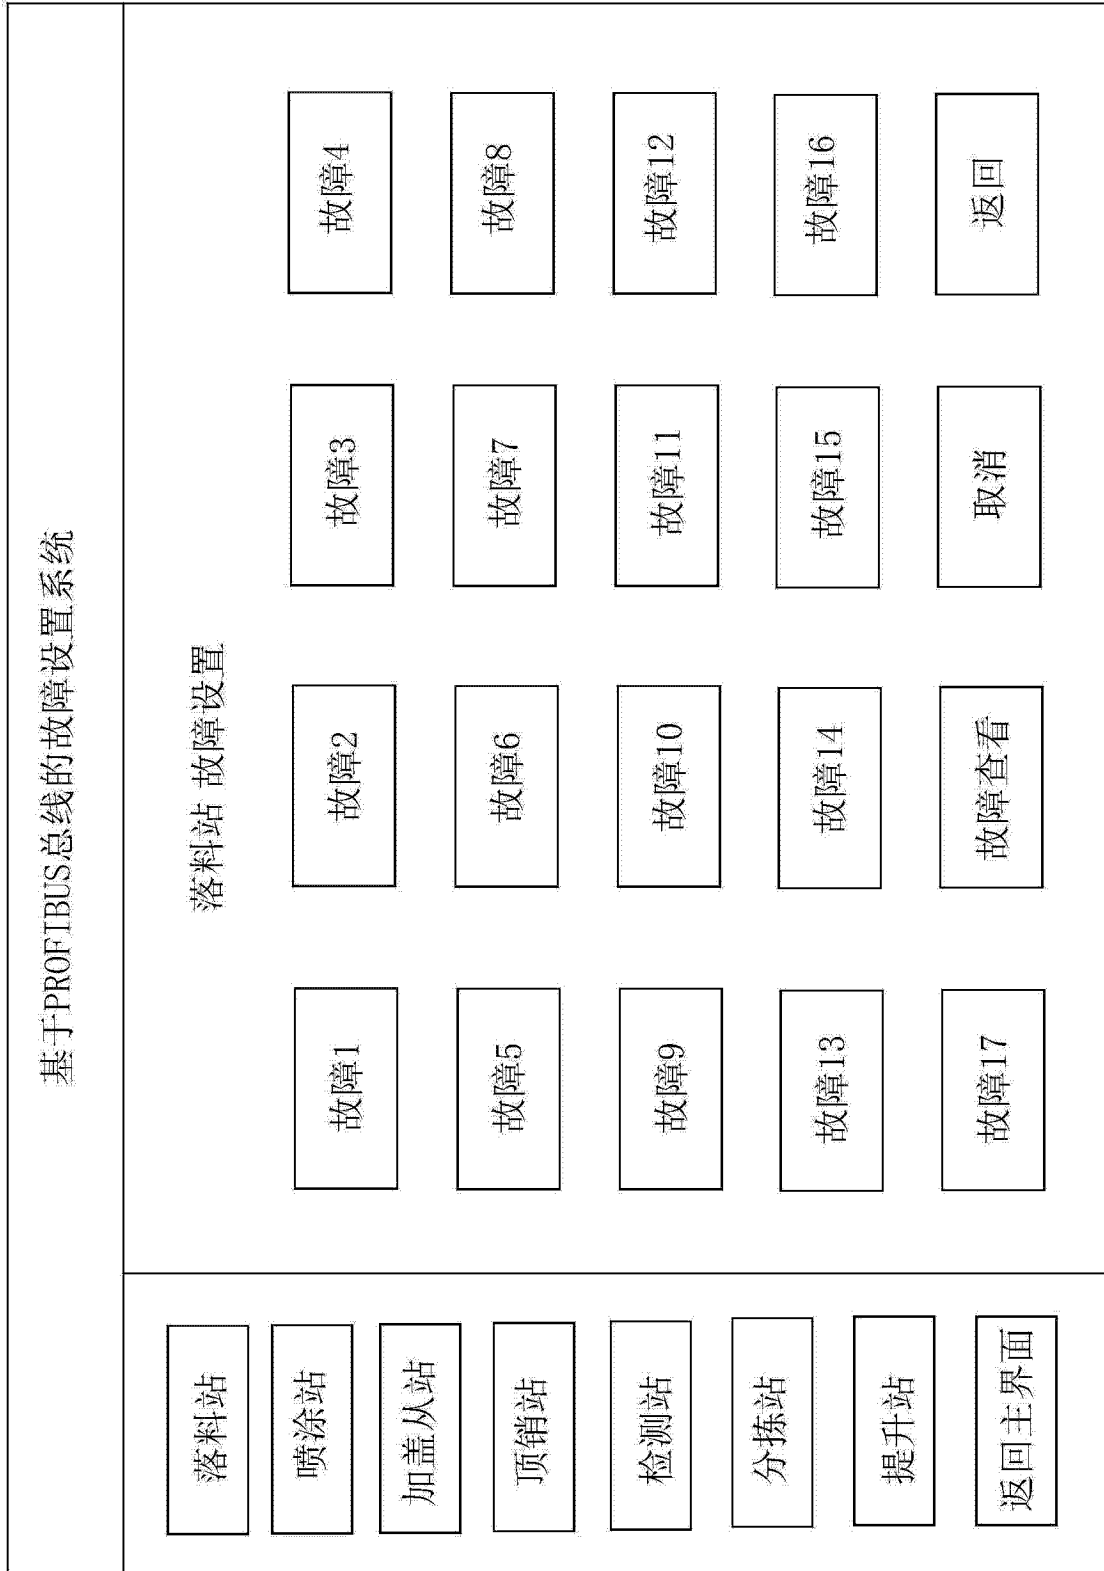 基于PROFIBUS总线的故障设置系统
落料站
喷涂站
加盖从站
顶销站
检测站
分拣站
提升站
返回主界面
落料站 故障设置
故障1
故障2
故障3
故障4
故障5
故障6
故障7
故障8
故障9
故障10
故障11
故障12
故障13
故障14
故障15
故障16
故障17
故障查看
取消
返回